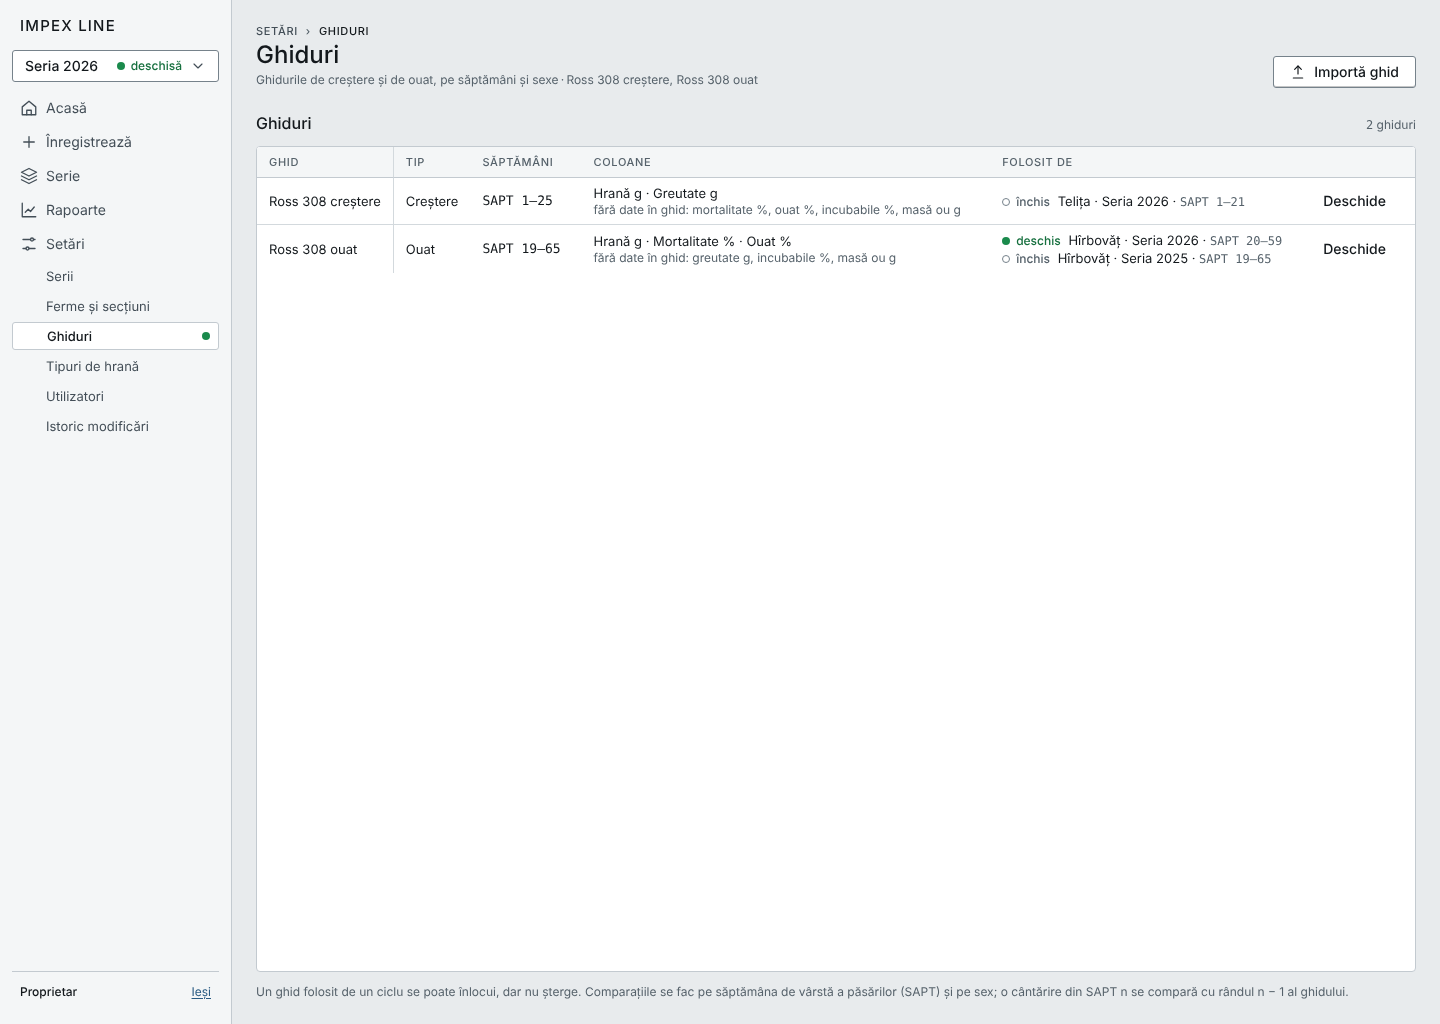 IMPEX LINE
Seria 2026 deschisă
Acasă
Înregistrează
Serie
Rapoarte
Setări
Serii
Ferme și secțiuni
Ghiduri
Tipuri de hrană
Utilizatori
Istoric modificări
Proprietar Ieși
SETĂRI › GHIDURI
Ghiduri
Ghidurile de creștere și de ouat, pe săptămâni și sexe · Ross 308 creștere, Ross 308 ouat
Importă ghid
Ghiduri
2 ghiduri
GHID TIP SĂPTĂMÂNI COLOANE FOLOSIT DE
Ross 308 creștere Creștere SAPT 1–25 Hrană g · Greutate g
fără date în ghid: mortalitate %, ouat %, incubabile %, masă ou g
închis Telița · Seria 2026 · SAPT 1–21 Deschide
Ross 308 ouat Ouat SAPT 19–65 Hrană g · Mortalitate % · Ouat %
fără date în ghid: greutate g, incubabile %, masă ou g
deschis Hîrbovăț · Seria 2026 · SAPT 20–59
închis Hîrbovăț · Seria 2025 · SAPT 19–65
Deschide
Un ghid folosit de un ciclu se poate înlocui, dar nu șterge. Comparațiile se fac pe săptămâna de vârstă a păsărilor (SAPT) și pe sex; o cântărire din SAPT n se compară cu rândul n − 1 al ghidului.